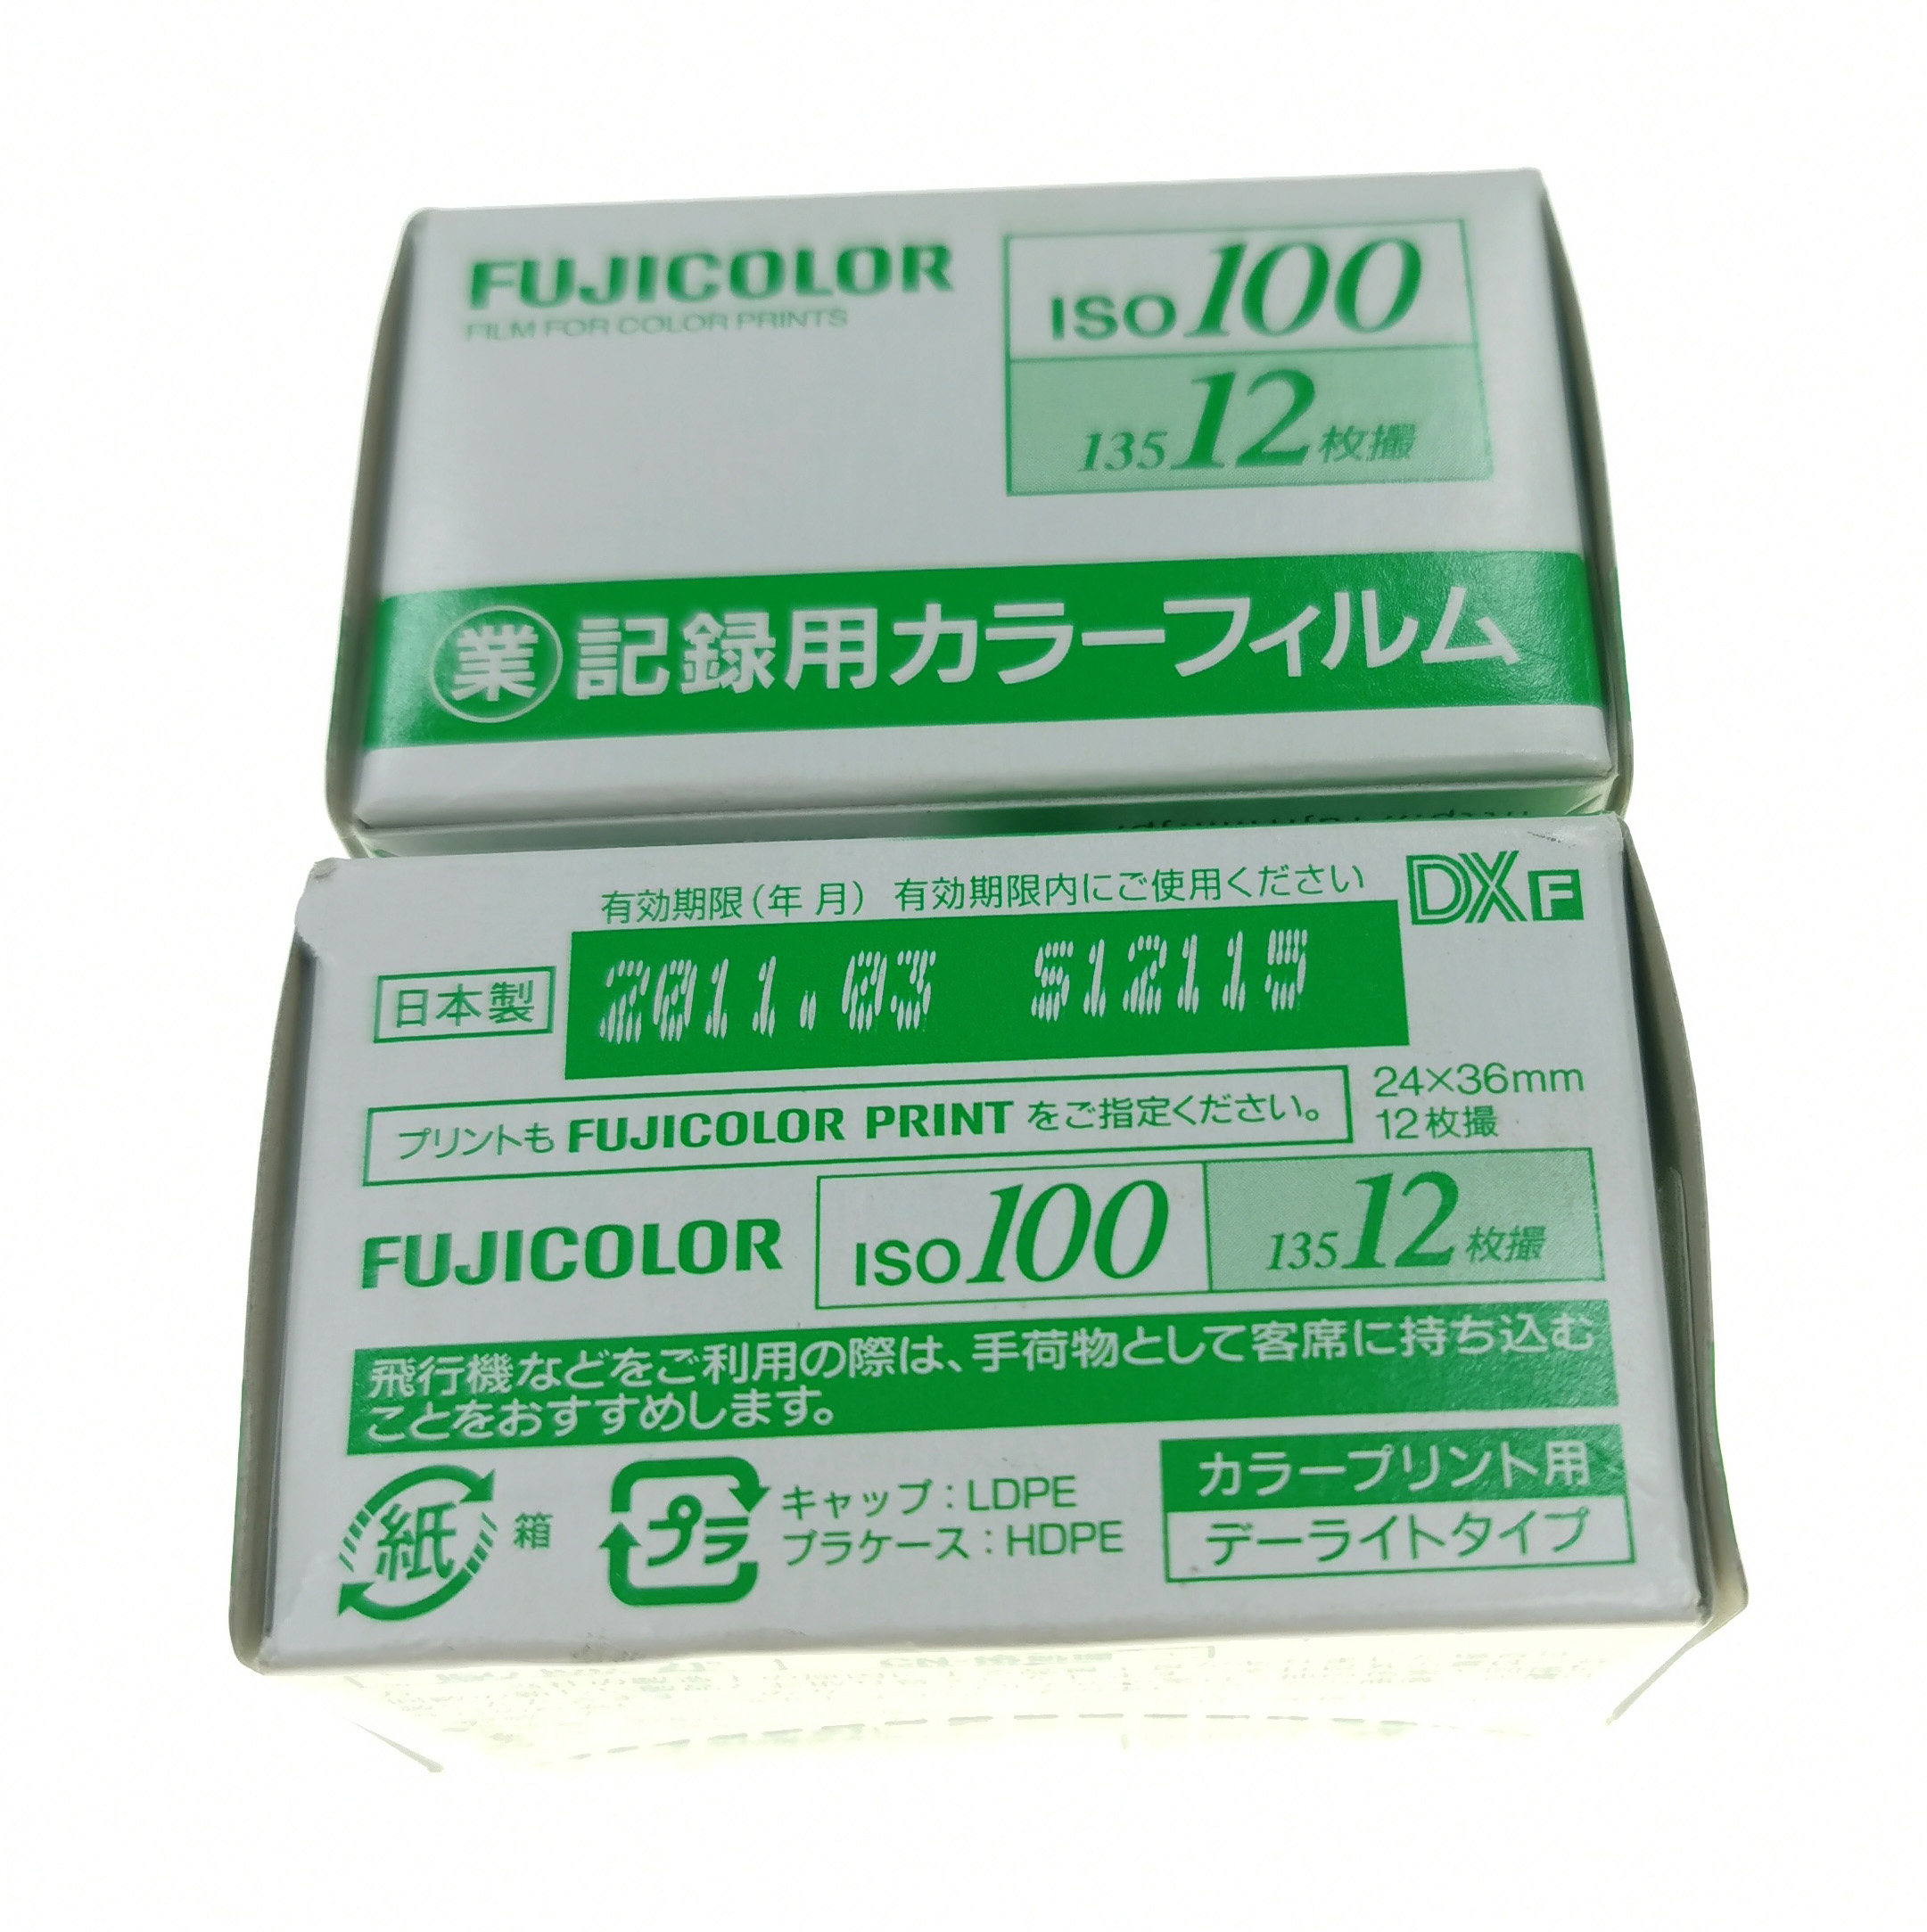 FUJICOLOR
FILM FOR COLOR PRINTS
ISO 100
135 12 枚撮
業 記録用カラーフィルム
有効期限(年 月) 有効期限内にご使用ください
DX F
日本製
2011.03 512115
プリントも FUJICOLOR PRINT をご指定ください。
24×36mm
12枚撮
FUJICOLOR
ISO 100
135 12 枚撮
飛行機などをご利用の際は、手荷物として客席に持ち込む
ことをおすすめします。
紙 箱
プラ
キャップ:LDPE
プラケース:HDPE
カラープリント用
デーライトタイプ